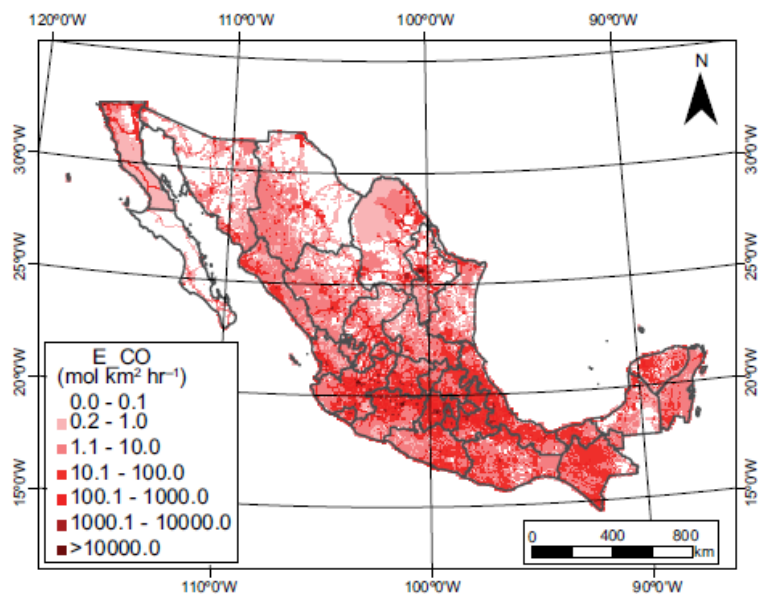 120°0'W 110°0'W 100°0'W 90°0'W
N
30°0'W 30°0'W
25°0'W 25°0'W
20°0'W 20°0'W
15°0'W 15°0'W
E_CO
(mol km² hr⁻¹)
0.0 - 0.1
0.2 - 1.0
1.1 - 10.0
10.1 - 100.0
100.1 - 1000.0
1000.1 - 10000.0
>10000.0
0 400 800
km
110°0'W 100°0'W 90°0'W